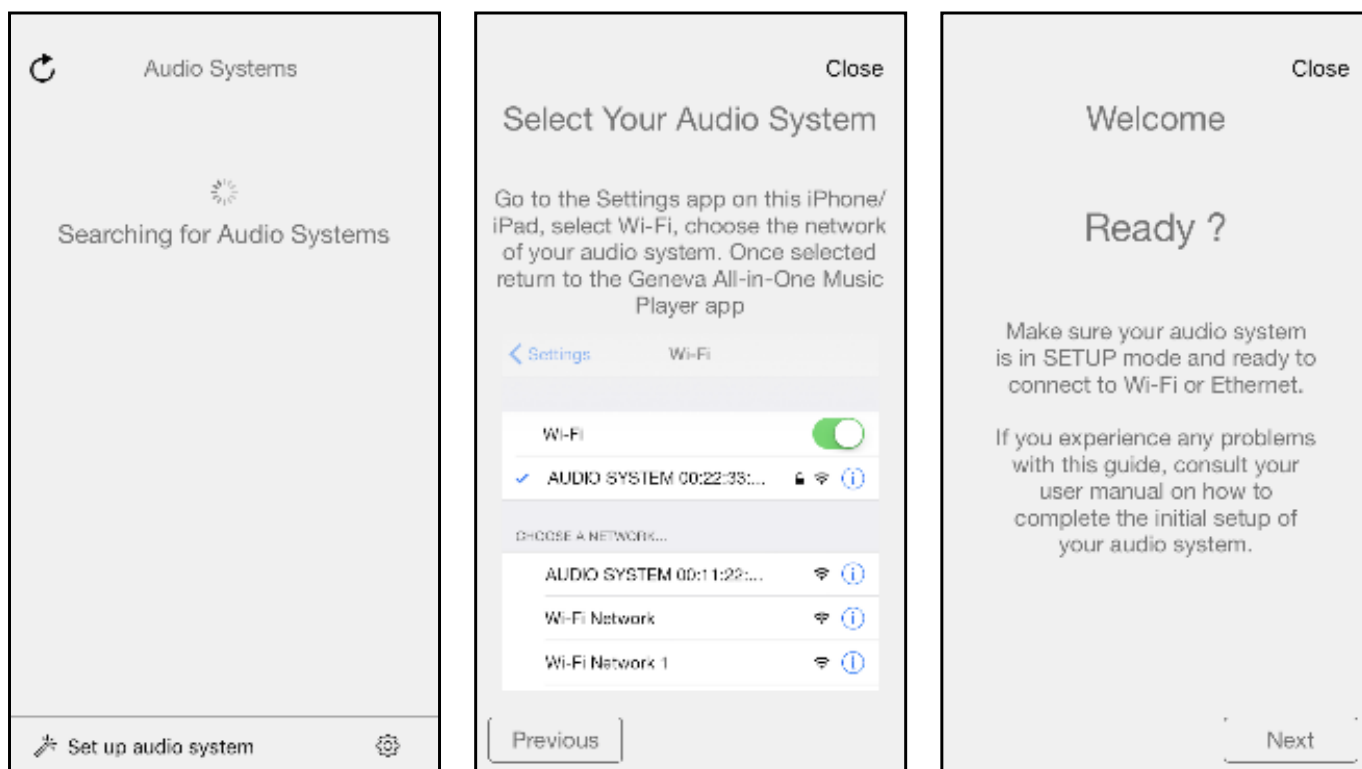 Audio Systems
Searching for Audio Systems
Set up audio system
Close
Select Your Audio System
Go to the Settings app on this iPhone/
iPad, select Wi-Fi, choose the network
of your audio system. Once selected
return to the Geneva All-in-One Music
Player app
Settings
Wi-Fi
Wi-Fi
AUDIO SYSTEM 00:22:33:...
CHOOSE A NETWORK...
AUDIO SYSTEM 00:11:22:...
Wi-Fi Network
Wi-Fi Network 1
Previous
Close
Welcome
Ready ?
Make sure your audio system
is in SETUP mode and ready to
connect to Wi-Fi or Ethernet.
If you experience any problems
with this guide, consult your
user manual on how to
complete the initial setup of
your audio system.
Next